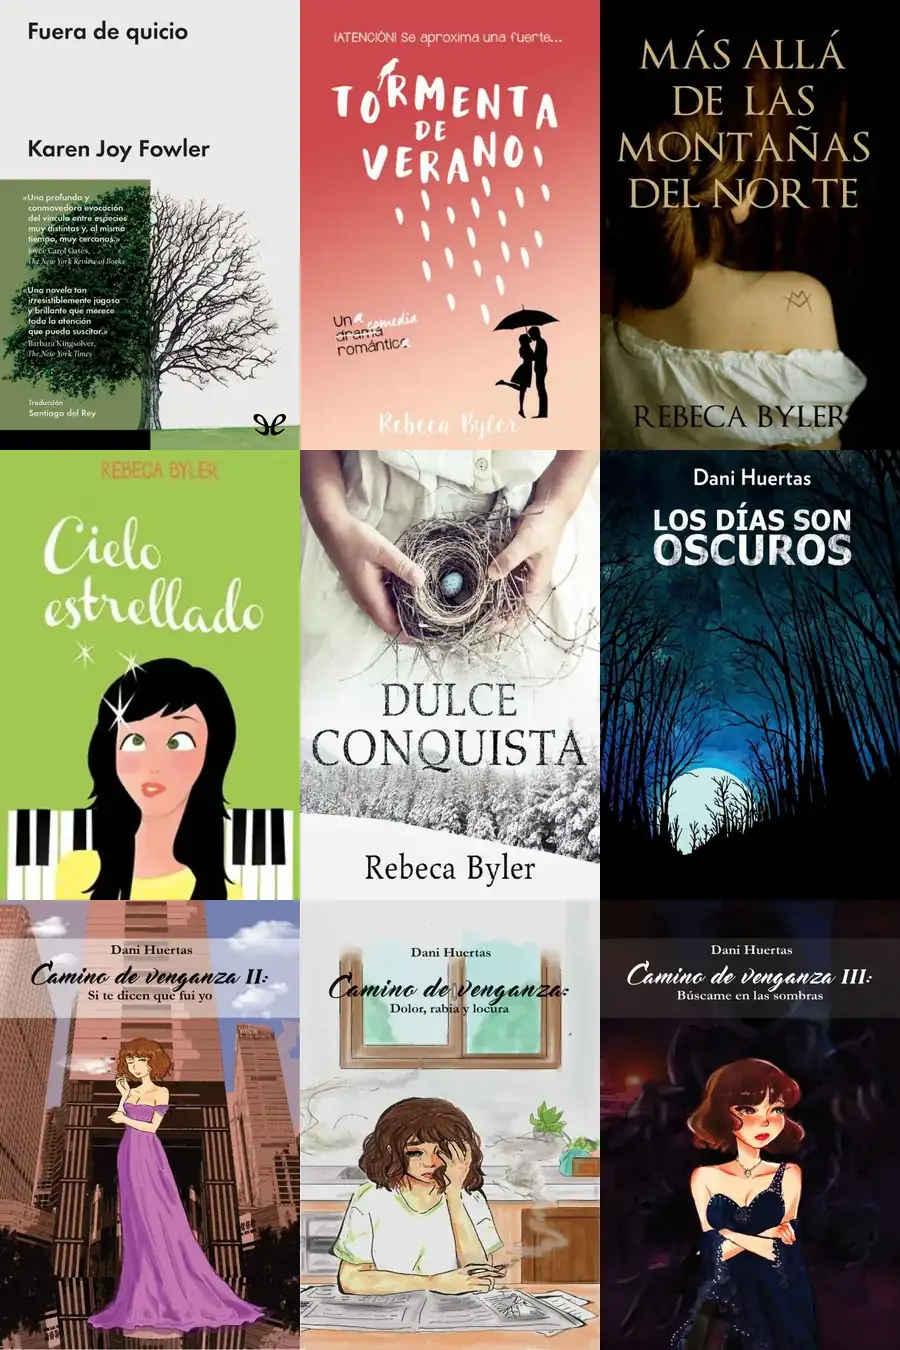 Fuera de quicio
Karen Joy Fowler
«Una profunda y
conmovedora evocación
del vínculo entre especies
muy distintas y, al mismo
tiempo, muy cercanas.»
Joyce Carol Oates,
The New York Review of Books
«Una novela tan
irresistiblemente jugosa
y brillante que merece
toda la atención
que pueda suscitar.»
Barbara Kingsolver,
The New York Times
Traducción
Santiago del Rey
¡ATENCIÓN! Se aproxima una fuerte...
TORMENTA
DE
VERANO
Una comedia
drama
romántica
Rebeca Byler
MÁS ALLÁ
DE LAS
MONTAÑAS
DEL NORTE
REBECA BYLER
REBECA BYLER
Cielo
estrellado
DULCE
CONQUISTA
Rebeca Byler
Dani Huertas
LOS DÍAS SON
OSCUROS
Dani Huertas
Camino de venganza II:
Si te dicen que fui yo
Dani Huertas
Camino de venganza:
Dolor, rabia y locura
Dani Huertas
Camino de venganza III:
Búscame en las sombras